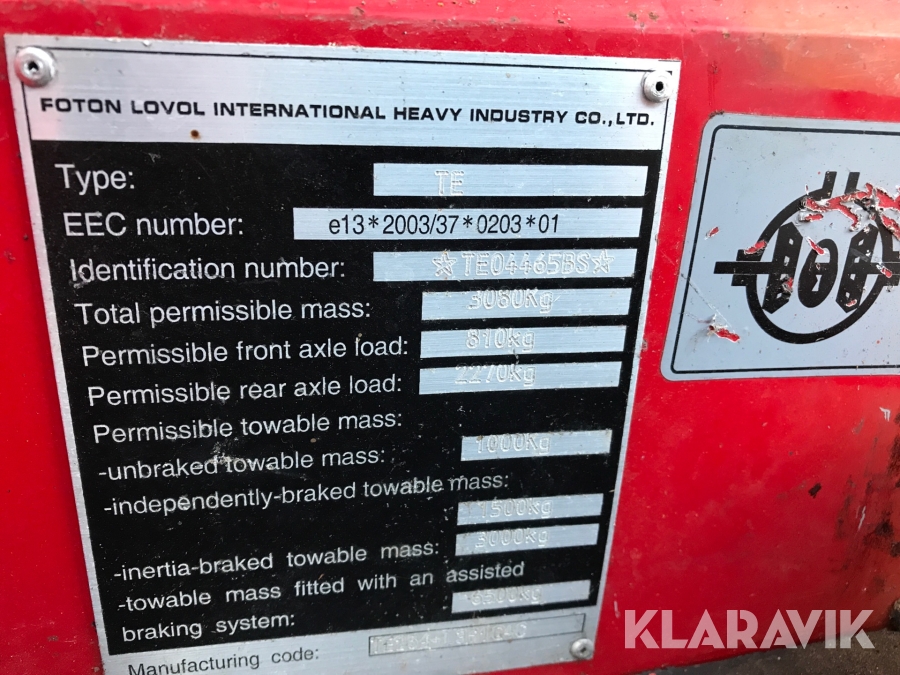 FOTON LOVOL INTERNATIONAL HEAVY INDUSTRY CO.,LTD.
Type: TE
EEC number: e13*2003/37*0203*01
Identification number: ☆TE04465BS☆
Total permissible mass: 3080Kg
Permissible front axle load: 810kg
Permissible rear axle load: 2270kg
Permissible towable mass:
-unbraked towable mass: 1000Kg
-independently-braked towable mass:
1500kg
-inertia-braked towable mass: 3000kg
-towable mass fitted with an assisted
braking system:
Manufacturing code:
KLARAVIK